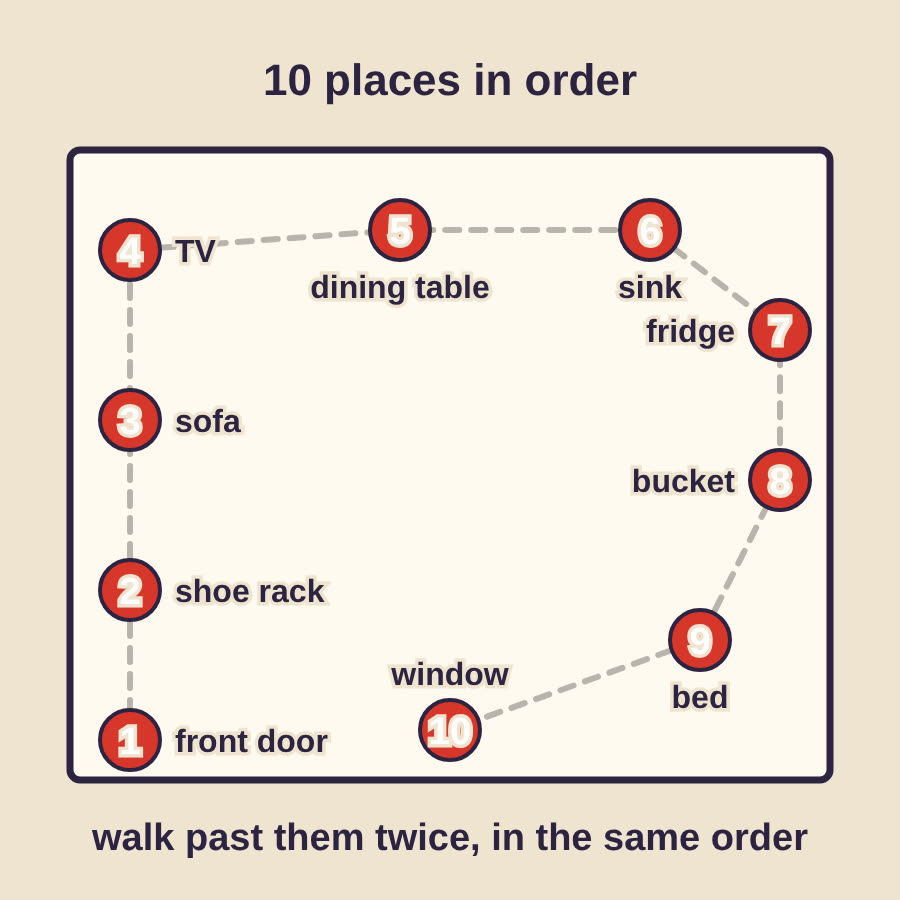 10 places in order
4 TV
5
dining table
6
sink
7
fridge
3 sofa
8
bucket
2 shoe rack
9
bed
window
10
1 front door
walk past them twice, in the same order